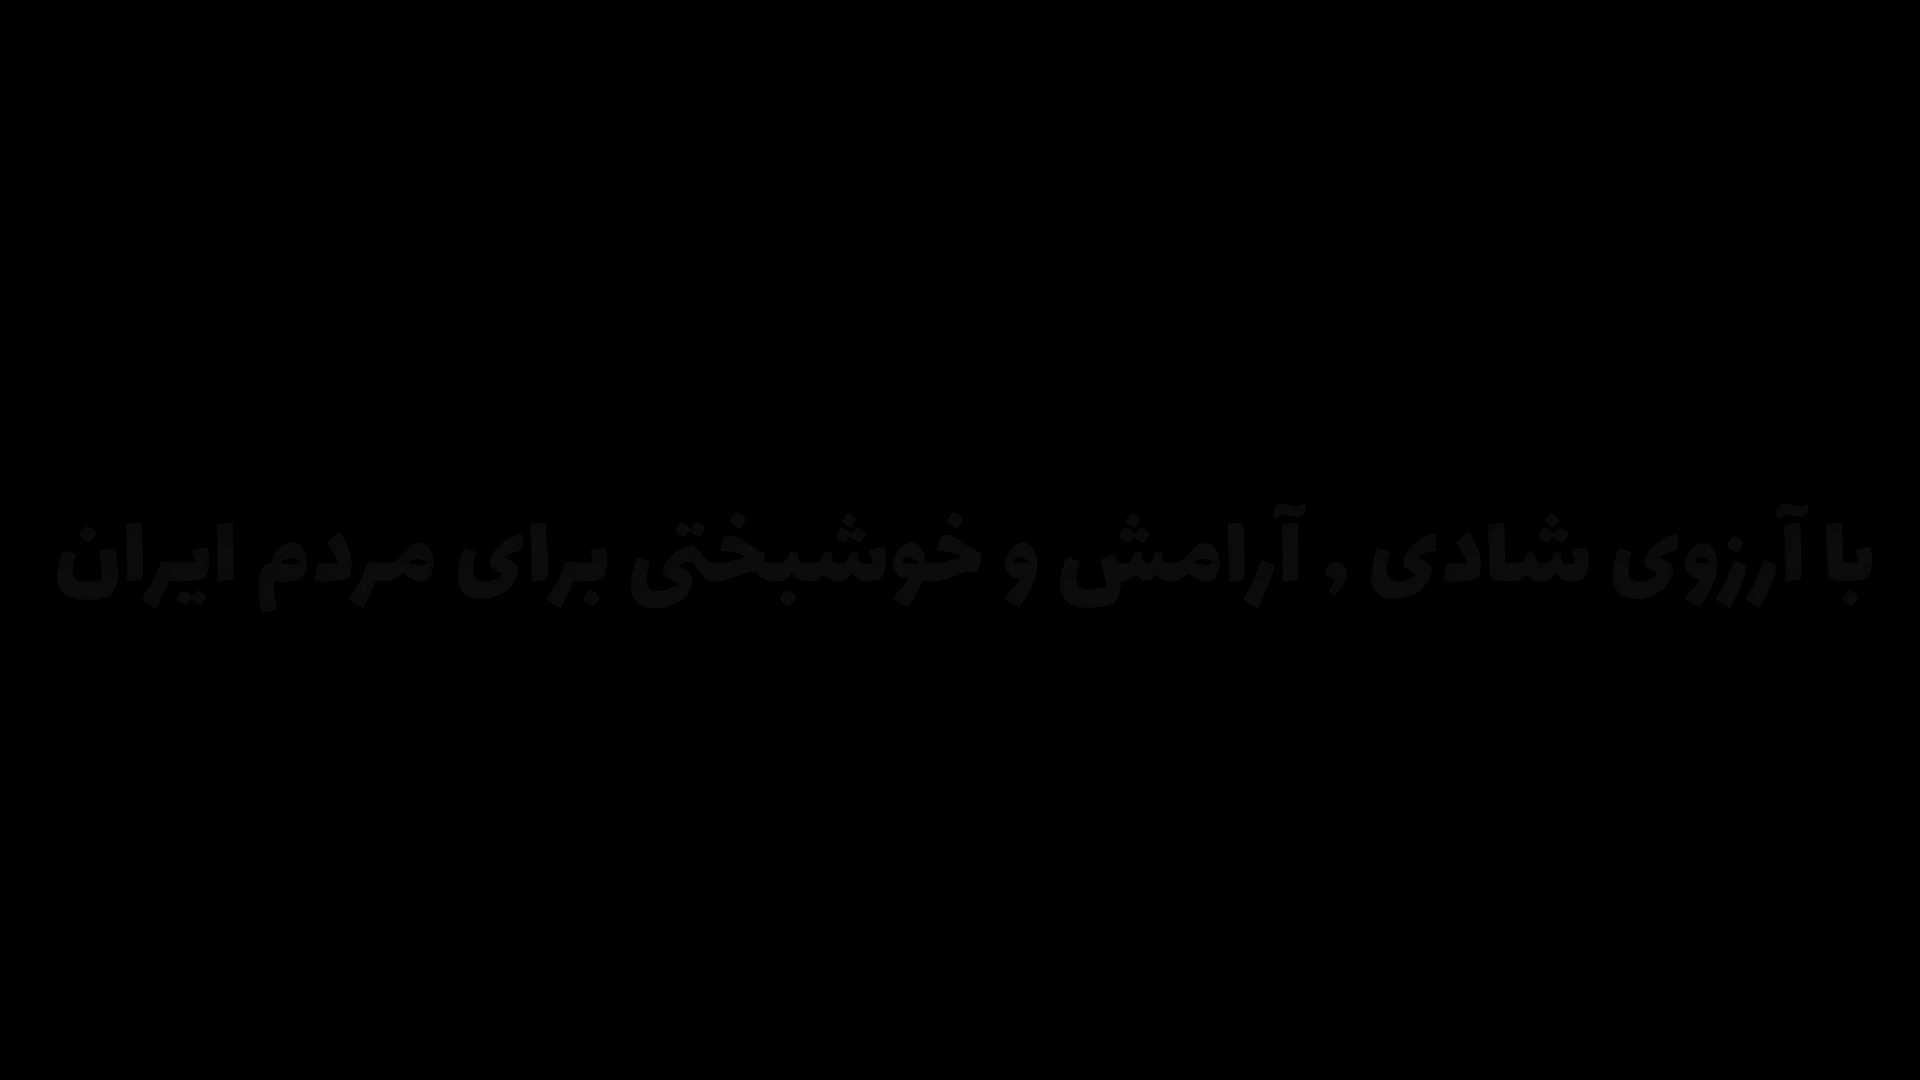 با آرزوی شادی , آرامش و خوشبختی برای مردم ایران